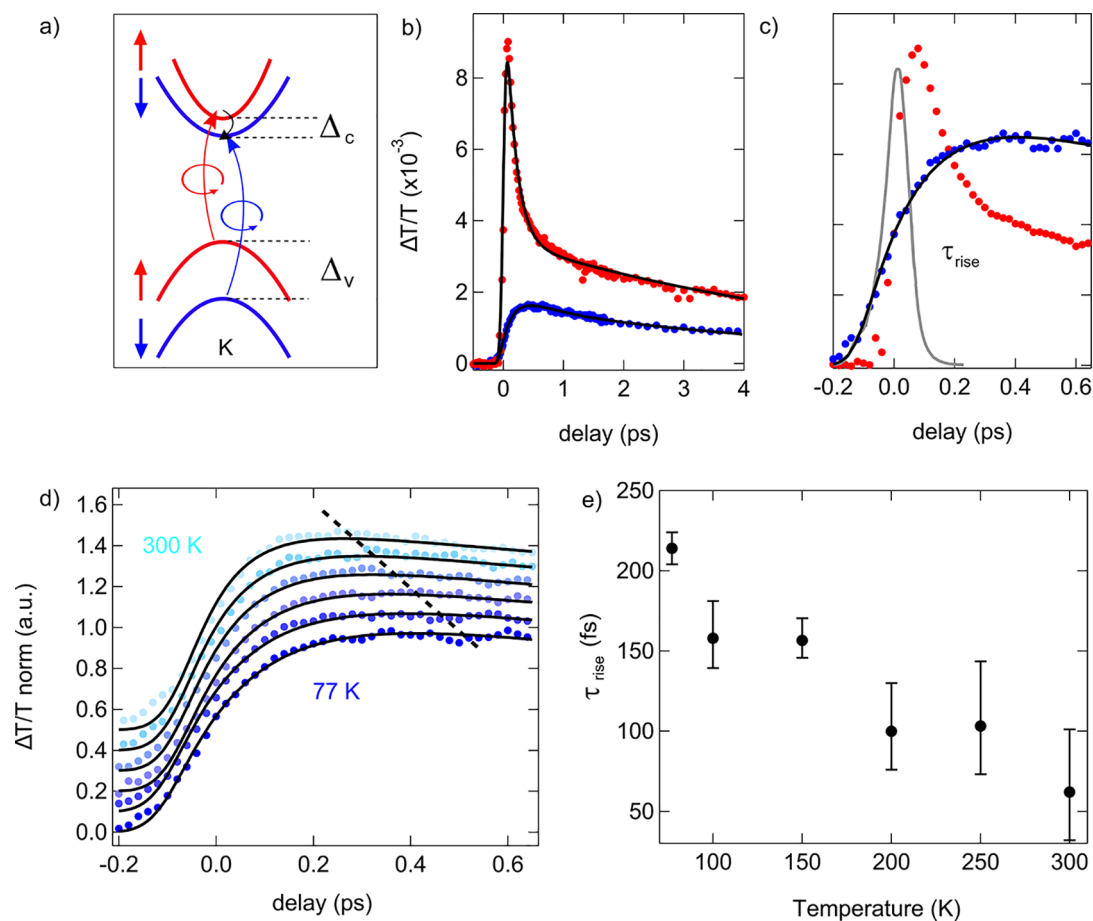 a)
Δc
Δv
K
b)
ΔT/T (x10-3)
8
6
4
2
0
0 1 2 3 4
delay (ps)
c)
τrise
-0.2 0.0 0.2 0.4 0.6
delay (ps)
d)
ΔT/T norm (a.u.)
1.6
1.4
1.2
1.0
0.8
0.6
0.4
0.2
0.0
300 K
77 K
-0.2 0.0 0.2 0.4 0.6
delay (ps)
e)
τ rise (fs)
250
200
150
100
50
100 150 200 250 300
Temperature (K)